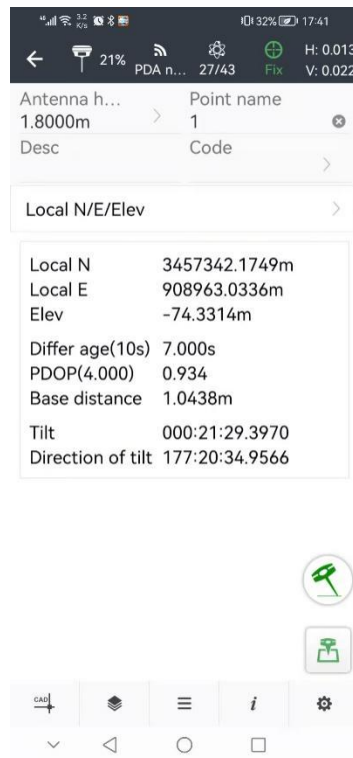 3.2 K/s 32% 17:41
21% PDA n... 27/43 Fix H: 0.013 V: 0.022
Antenna h... Point name
1.8000m 1
Desc Code
Local N/E/Elev
Local N 3457342.1749m
Local E 908963.0336m
Elev -74.3314m
Differ age(10s) 7.000s
PDOP(4.000) 0.934
Base distance 1.0438m
Tilt 000:21:29.3970
Direction of tilt 177:20:34.9566
CAD i